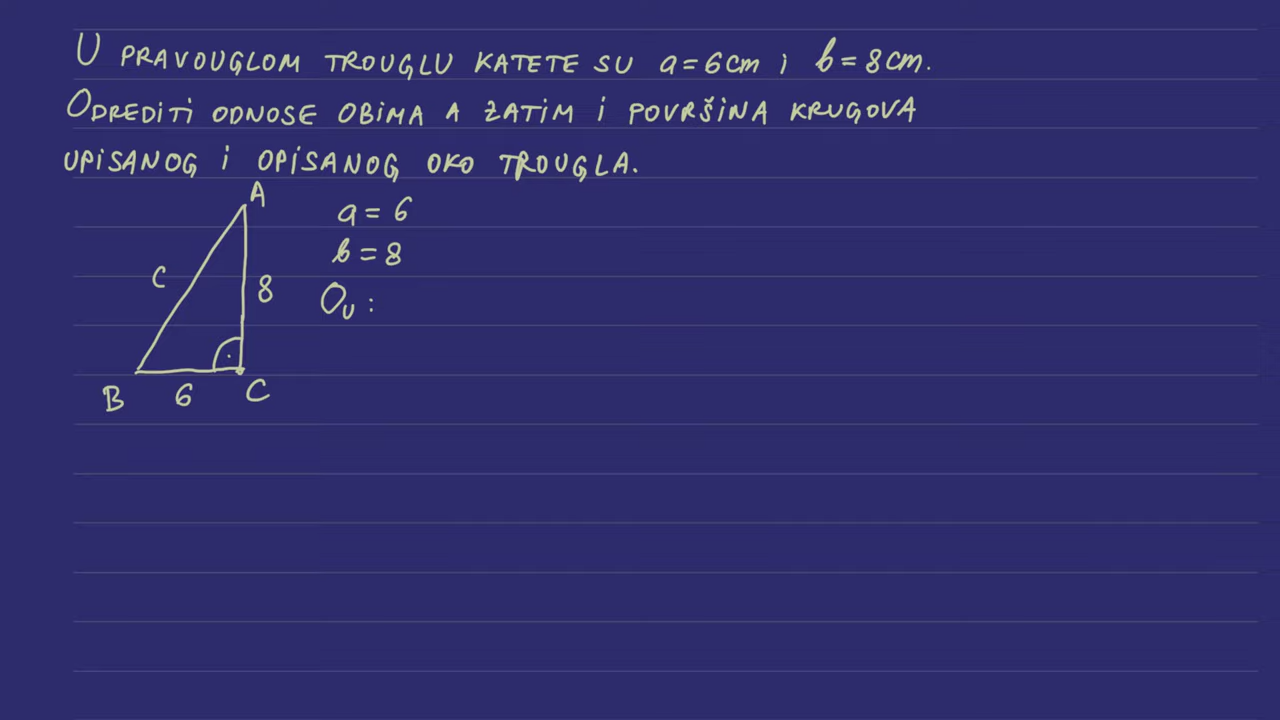 U PRAVOUGLOM TROUGLU KATETE SU a=6cm i b=8cm.
ODREDITI ODNOSE OBIMA A ZATIM I POVRŠINA KRUGOVA
UPISANOG i OPISANOG OKO TROUGLA.
A
a = 6
b = 8
c
8
Ou :
B
6
C